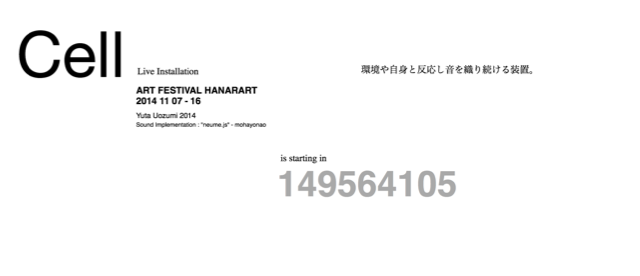 Cell
Live Installation
環境や自身と反応し音を織り続ける装置。
ART FESTIVAL HANARART
2014 11 07 - 16
Yuta Uozumi 2014
Sound Implementation : "neume.js" - mohayonao
is starting in
149564105